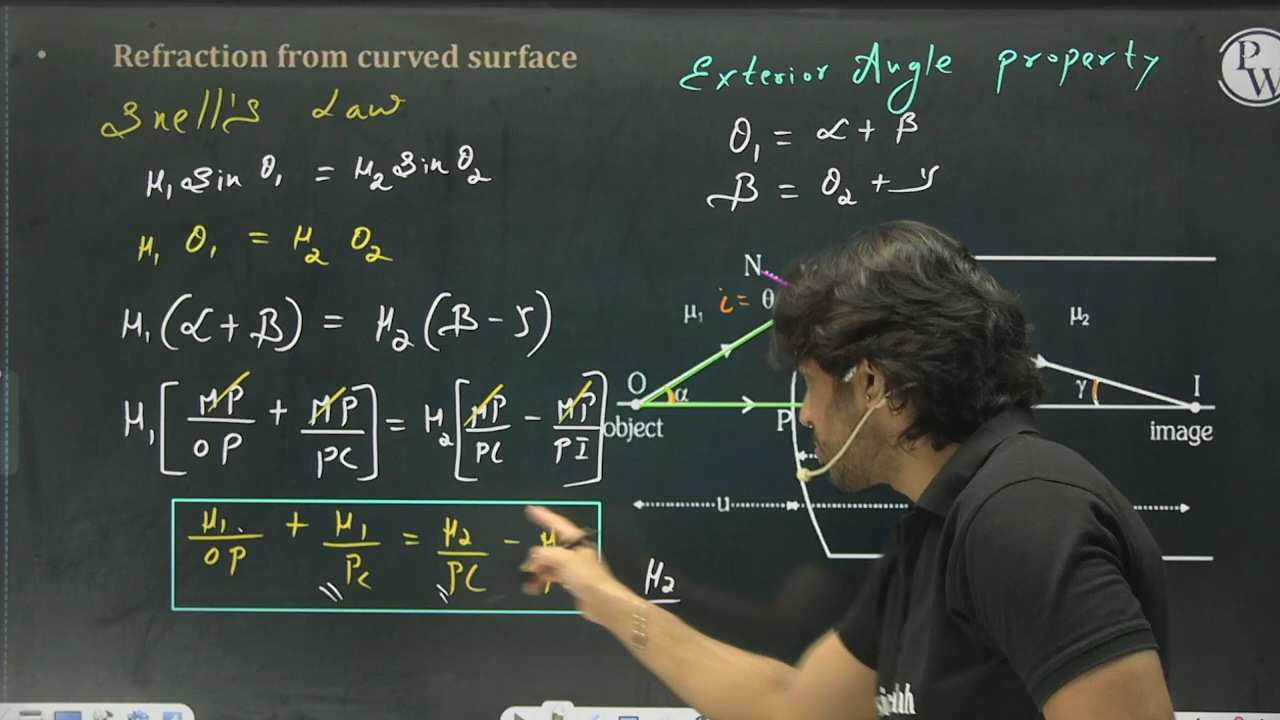 • Refraction from curved surface
Snell's Law
μ₁ sin θ₁ = μ₂ sin θ₂
μ₁ θ₁ = μ₂ θ₂
μ₁ (α + β) = μ₂ (β - γ)
μ₁ [MP/OP + MP/PC] = μ₂ [MP/PC - MP/PI]
μ₁/OP + μ₁/PC = μ₂/PC -
μ₂
Exterior Angle property
θ₁ = α + β
β = θ₂ + γ
PW
N
μ₁ i = θ μ₂
O α P γ I
object image
u